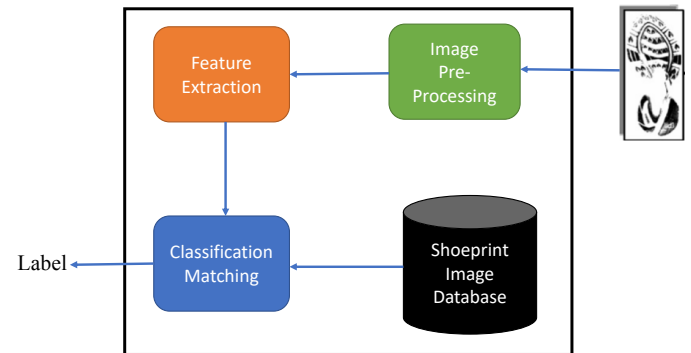 Feature
Extraction
Image
Pre-
Processing
Label
Classification
Matching
Shoeprint
Image
Database